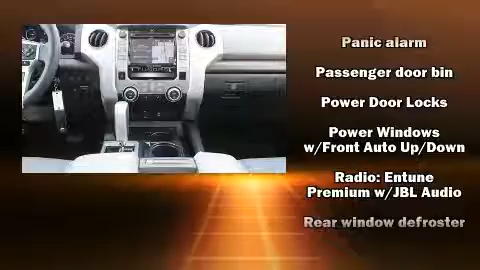 Panic alarm
Passenger door bin
Power Door Locks
Power Windows
w/Front Auto Up/Down
Radio: Entune
Premium w/JBL Audio
Rear window defroster